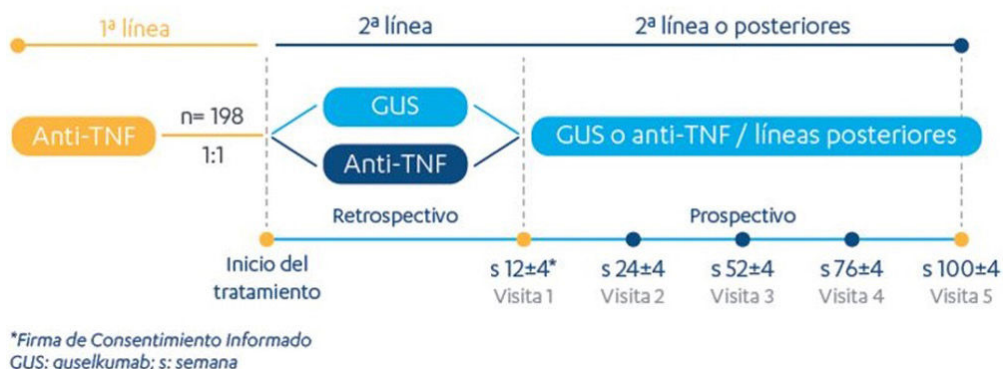 1ª línea
2ª línea
2ª línea o posteriores
Anti-TNF
n= 198
1:1
GUS
Anti-TNF
GUS o anti-TNF / líneas posteriores
Retrospectivo
Prospectivo
Inicio del
tratamiento
s 12±4*
Visita 1
s 24±4
Visita 2
s 52±4
Visita 3
s 76±4
Visita 4
s 100±4
Visita 5
*Firma de Consentimiento Informado
GUS: guselkumab; s: semana